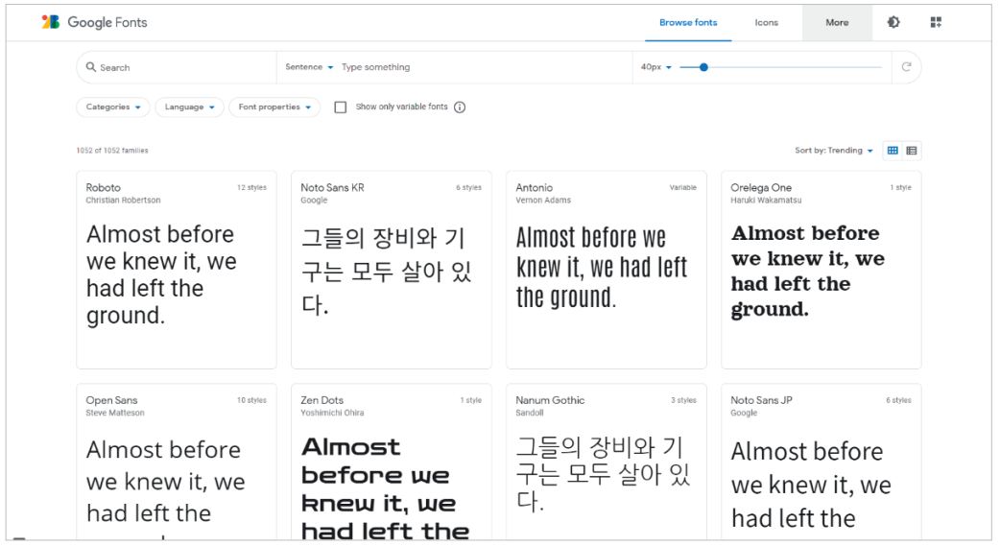 Google Fonts
Browse fonts
Icons
More
Search
Sentence
Type something
40px
Categories
Language
Font properties
Show only variable fonts
1052 of 1052 families
Sort by: Trending
Roboto
12 styles
Christian Robertson
Almost before
we knew it, we
had left the
ground.
Noto Sans KR
6 styles
Google
그들의 장비와 기
구는 모두 살아 있
다.
Antonio
Variable
Vernon Adams
Almost before we
knew it, we had left
the ground.
Orelega One
1 style
Haruki Wakamatsu
Almost before
we knew it, we
had left the
ground.
Open Sans
10 styles
Steve Matteson
Almost before
we knew it, we
had left the
Zen Dots
1 style
Yoshimichi Ohira
Almost
before we
knew it, we
had left the
Nanum Gothic
3 styles
Sandoll
그들의 장비와 기
구는 모두 살아 있
다.
Noto Sans JP
6 styles
Google
Almost before
we knew it, we
had left the